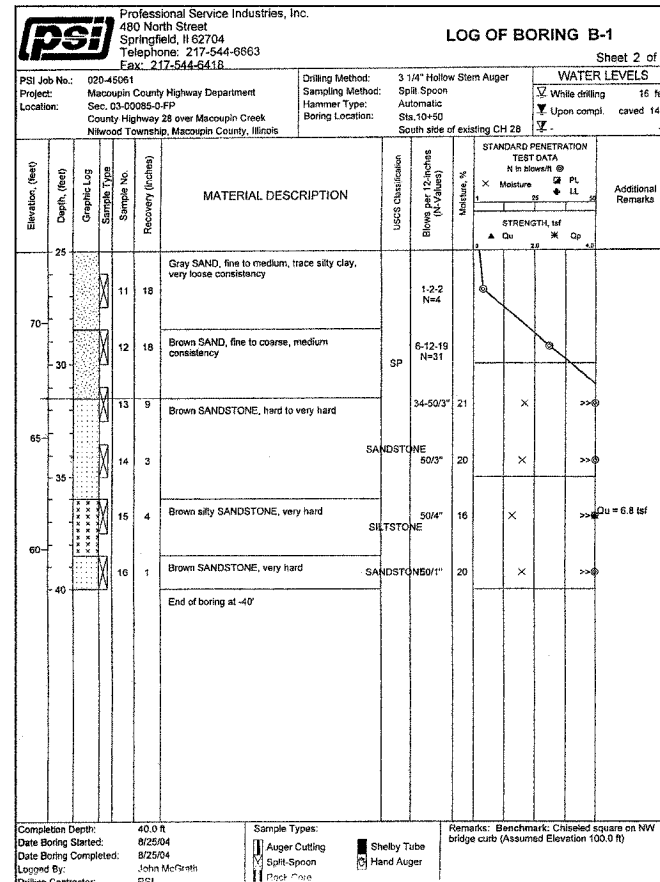 psi
Professional Service Industries, Inc.
480 North Street
Springfield, Il 62704
Telephone: 217-544-6663
Fax: 217-544-6418
LOG OF BORING B-1
Sheet 2 of
PSI Job No.: 020-45061
Project: Macoupin County Highway Department
Location: Sec. 03-00085-0-FP
County Highway 28 over Macoupin Creek
Nilwood Township, Macoupin County, Illinois
Drilling Method: 3 1/4" Hollow Stem Auger
Sampling Method: Split Spoon
Hammer Type: Automatic
Boring Location: Sta.10+50
South side of existing CH 28
WATER LEVELS
While drilling 16 fe
Upon compl. caved 14
Elevation, (feet)
Depth, (feet)
Graphic Log
Sample Type
Sample No.
Recovery (inches)
MATERIAL DESCRIPTION
USCS Classification
Blows per 12-inches
(N-Values)
Moisture, %
STANDARD PENETRATION
TEST DATA
N in blows/ft
Moisture PL
LL
1 25 50
STRENGTH, tsf
Qu Qp
0 2.0 4.0
Additional
Remarks
25
Gray SAND, fine to medium, trace silty clay,
very loose consistency
11 18 1-2-2
N=4
70
Brown SAND, fine to coarse, medium
consistency
12 18 6-12-19
N=31
30 SP
13 9 Brown SANDSTONE, hard to very hard 34-50/3" 21 >>
65
SANDSTONE
14 3 50/3" 20 >>
35
15 4 Brown silty SANDSTONE, very hard 50/4" 16 >> Qu = 6.8 tsf
SILTSTONE
60
16 1 Brown SANDSTONE, very hard SANDSTONE 50/1" 20 >>
40
End of boring at -40'
Completion Depth: 40.0 ft
Date Boring Started: 8/25/04
Date Boring Completed: 8/25/04
Logged By: John McGrath
Drilling Contractor: PSI
Sample Types:
Auger Cutting
Split-Spoon
Rock Core
Shelby Tube
Hand Auger
Remarks: Benchmark: Chiseled square on NW
bridge curb (Assumed Elevation 100.0 ft)